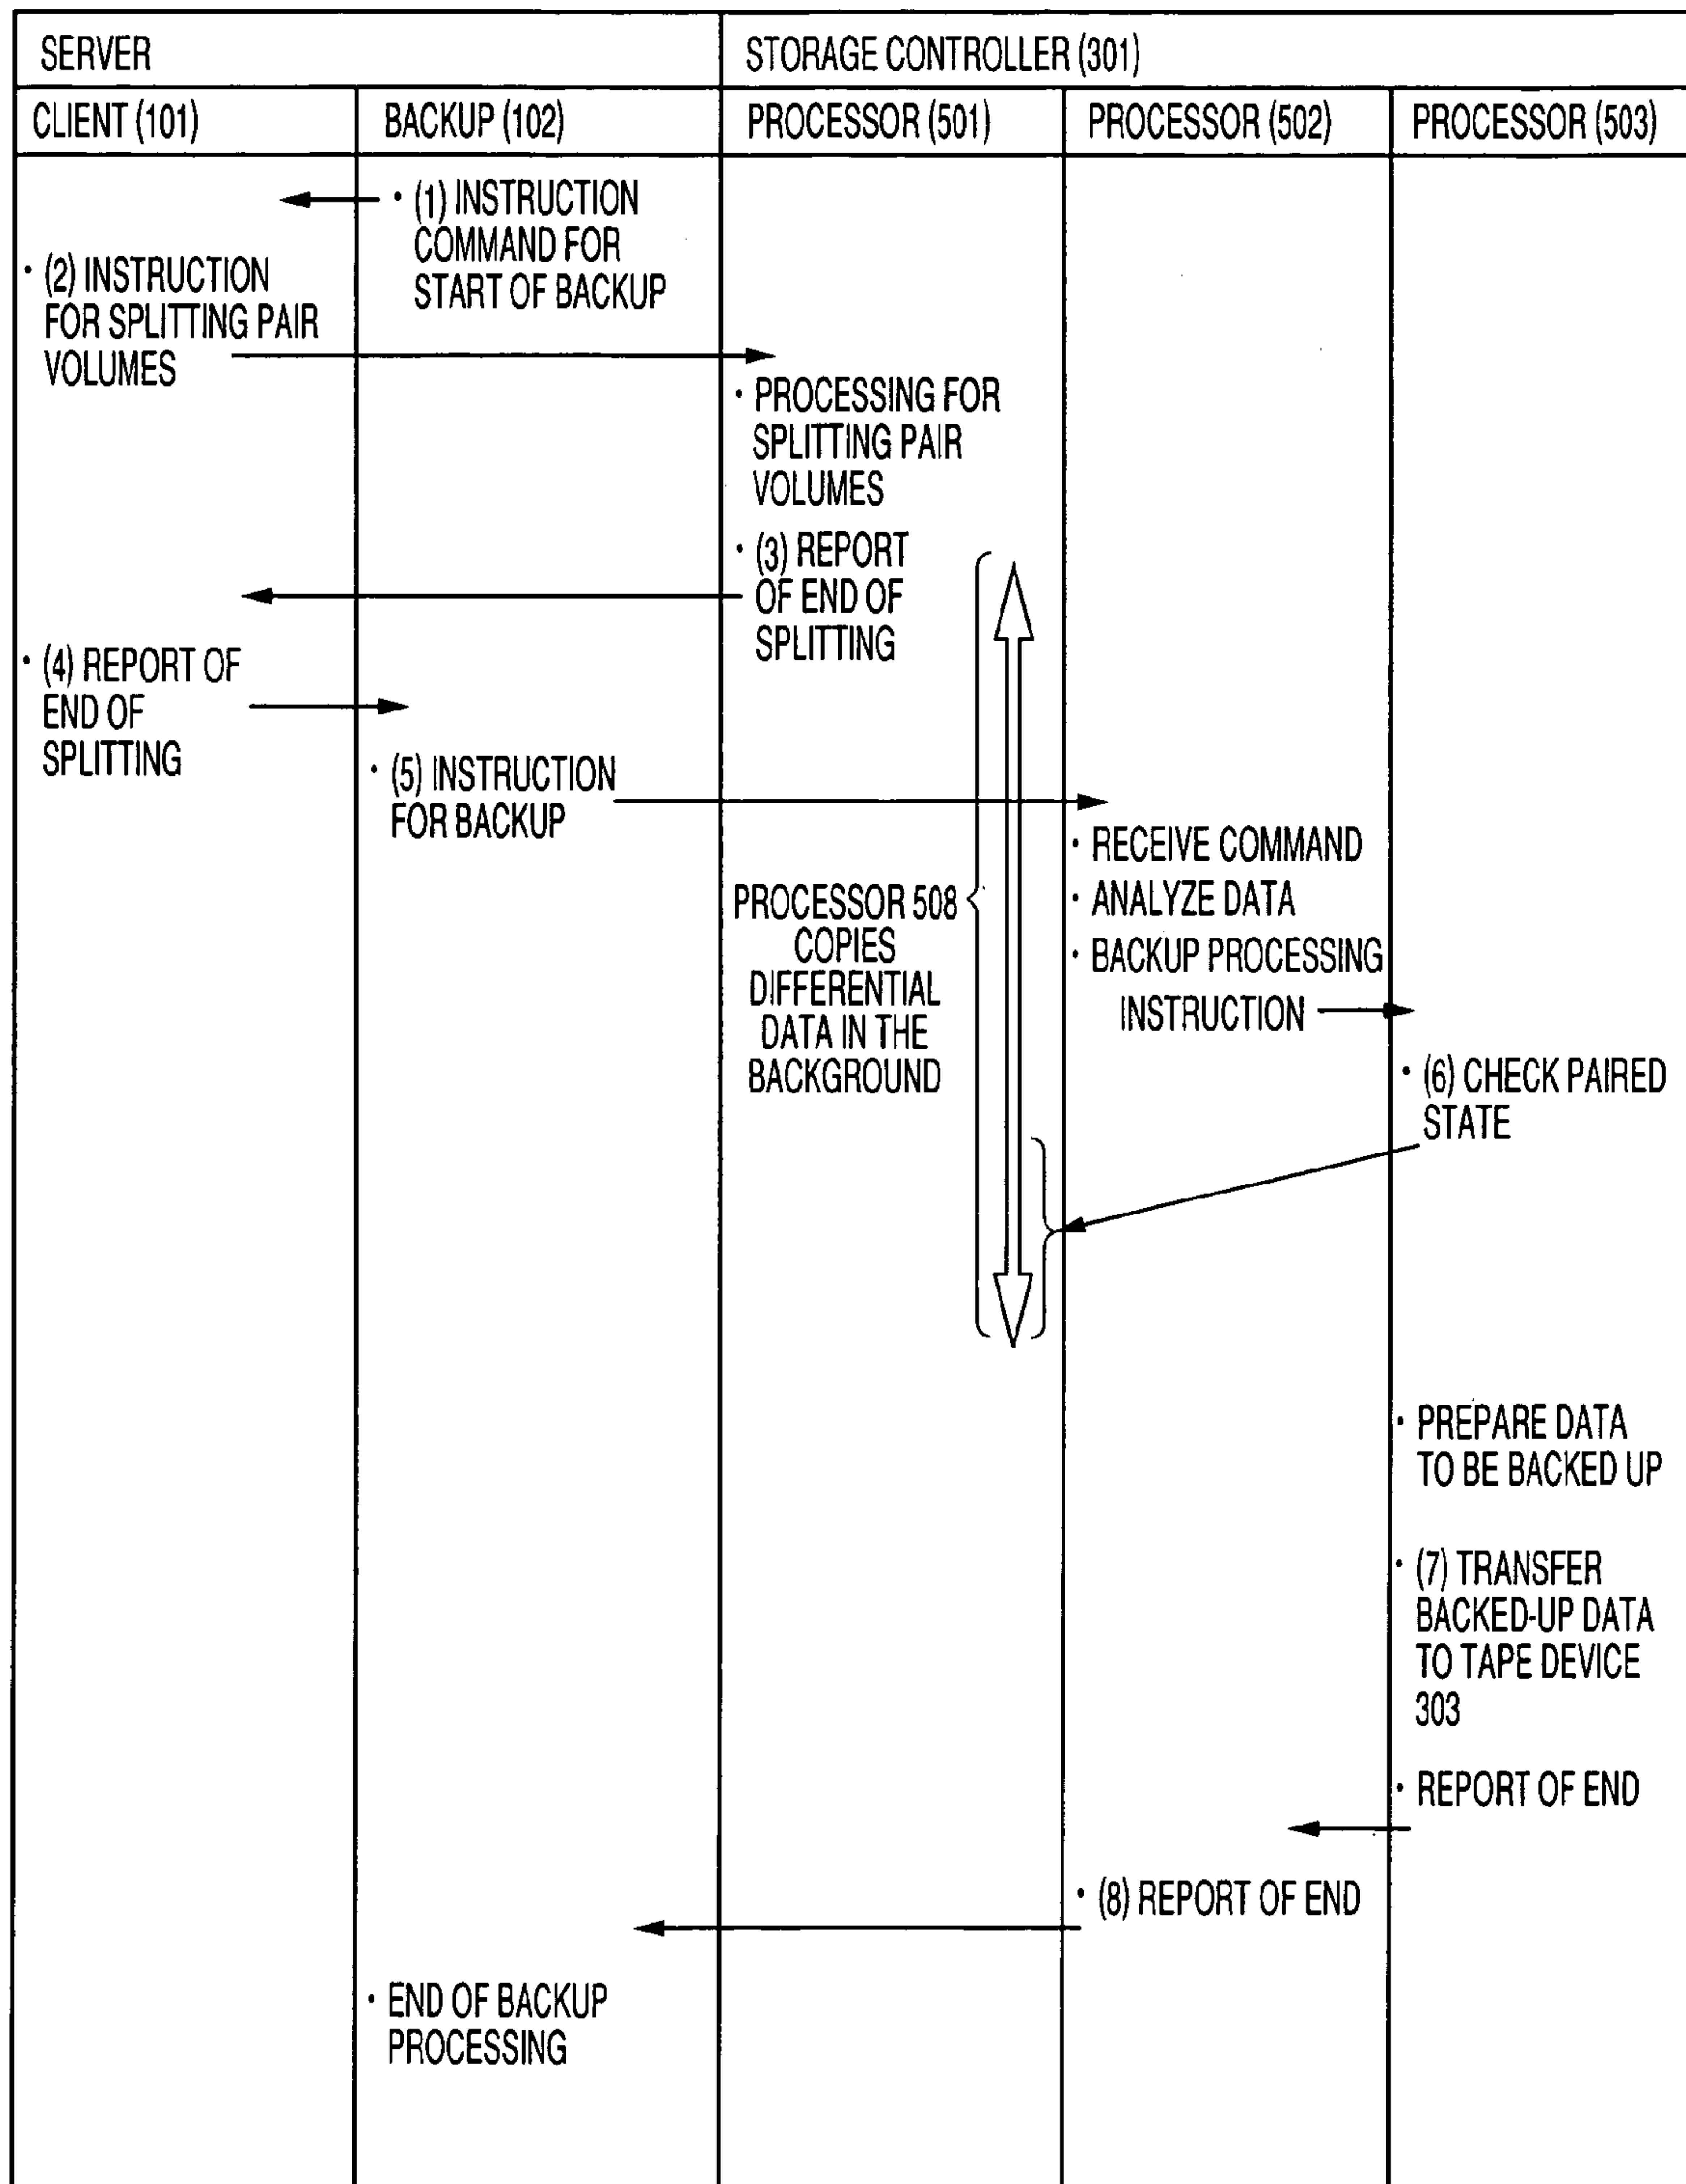 SERVER
STORAGE CONTROLLER (301)
CLIENT (101)
BACKUP (102)
PROCESSOR (501)
PROCESSOR (502)
PROCESSOR (503)
• (1) INSTRUCTION
COMMAND FOR
START OF BACKUP
• (2) INSTRUCTION
FOR SPLITTING PAIR
VOLUMES
• PROCESSING FOR
SPLITTING PAIR
VOLUMES
• (3) REPORT
OF END OF
SPLITTING
• (4) REPORT OF
END OF
SPLITTING
• (5) INSTRUCTION
FOR BACKUP
• RECEIVE COMMAND
• ANALYZE DATA
• BACKUP PROCESSING
INSTRUCTION
PROCESSOR 508
COPIES
DIFFERENTIAL
DATA IN THE
BACKGROUND
• (6) CHECK PAIRED
STATE
• PREPARE DATA
TO BE BACKED UP
• (7) TRANSFER
BACKED-UP DATA
TO TAPE DEVICE
303
• REPORT OF END
• (8) REPORT OF END
• END OF BACKUP
PROCESSING